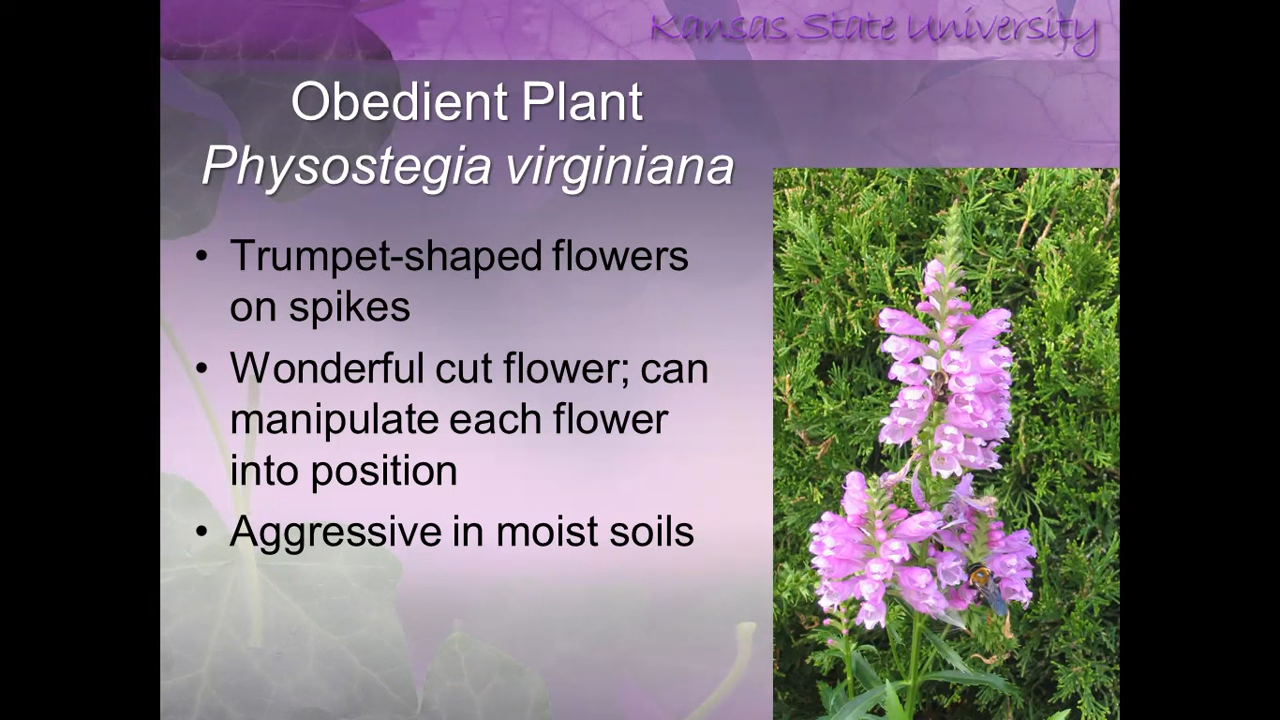 Kansas State University
Obedient Plant
Physostegia virginiana
• Trumpet-shaped flowers
on spikes
• Wonderful cut flower; can
manipulate each flower
into position
• Aggressive in moist soils